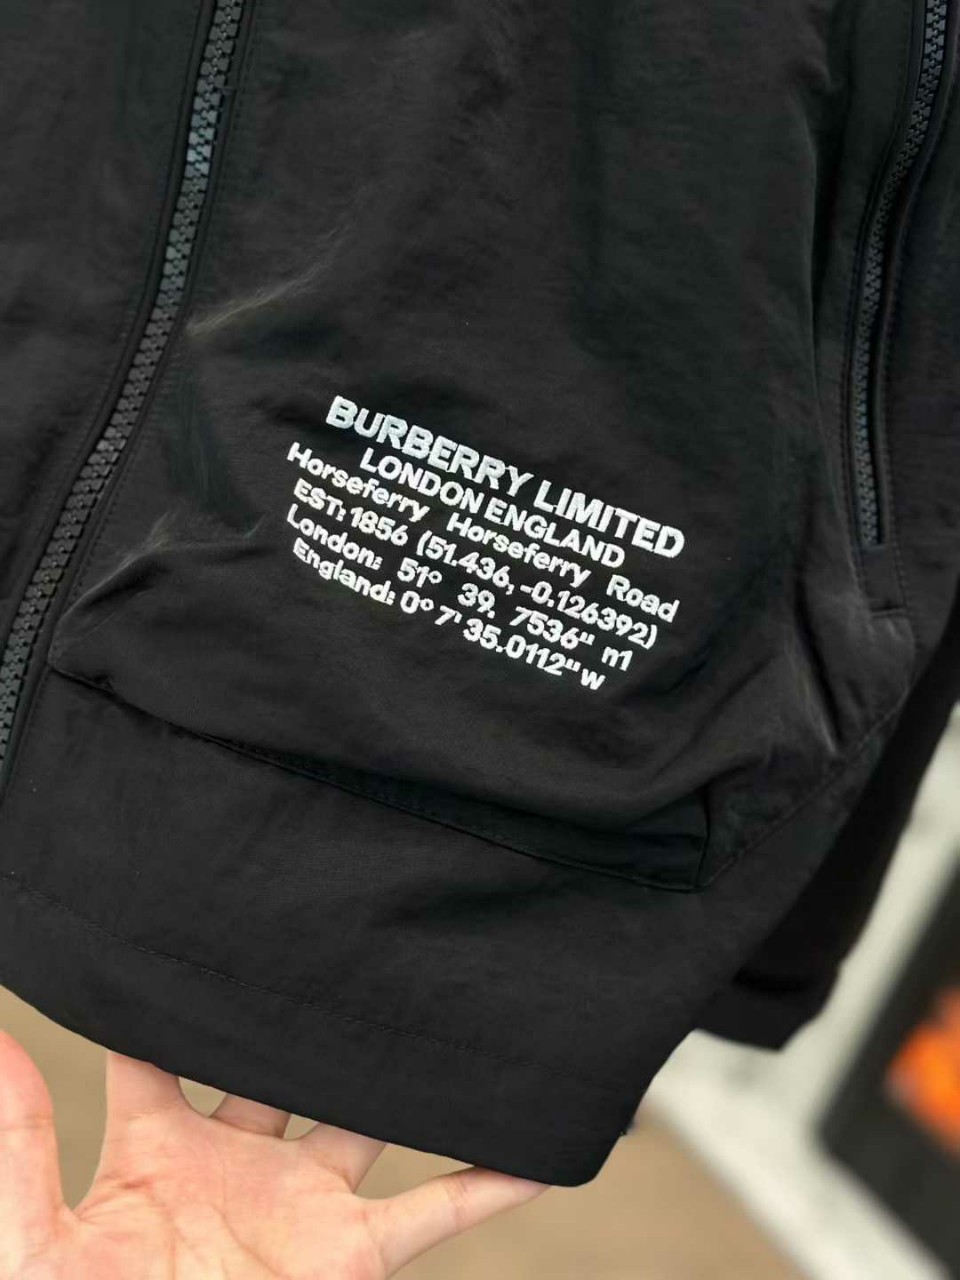 BURBERRY LIMITED
LONDON ENGLAND
Horseferry Horseferry Road
EST; 1856 (51.436,-0.126392)
London: 51° 39. 7536" n1
England: 0° 7' 35.0112" w